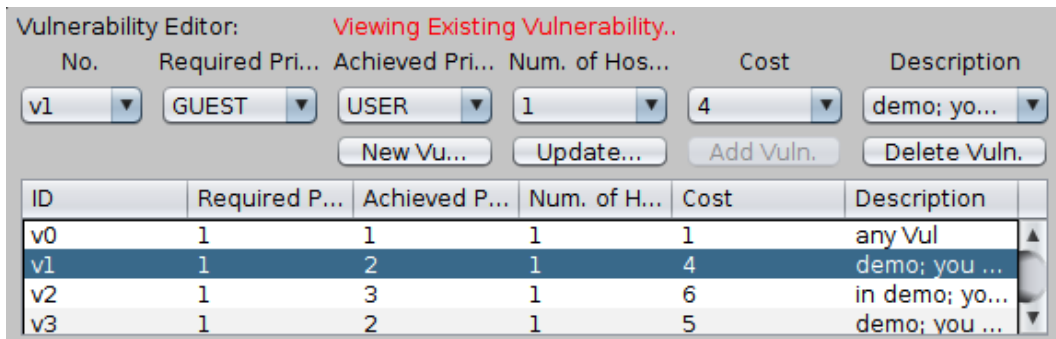 Vulnerability Editor: Viewing Existing Vulnerability..
No. Required Pri... Achieved Pri... Num. of Hos... Cost Description
v1 GUEST USER 1 4 demo; yo...
New Vu... Update... Add Vuln. Delete Vuln.
ID Required P... Achieved P... Num. of H... Cost Description
v0 1 1 1 1 any Vul
v1 1 2 1 4 demo; you ...
v2 1 3 1 6 in demo; yo...
v3 1 2 1 5 demo; you ...